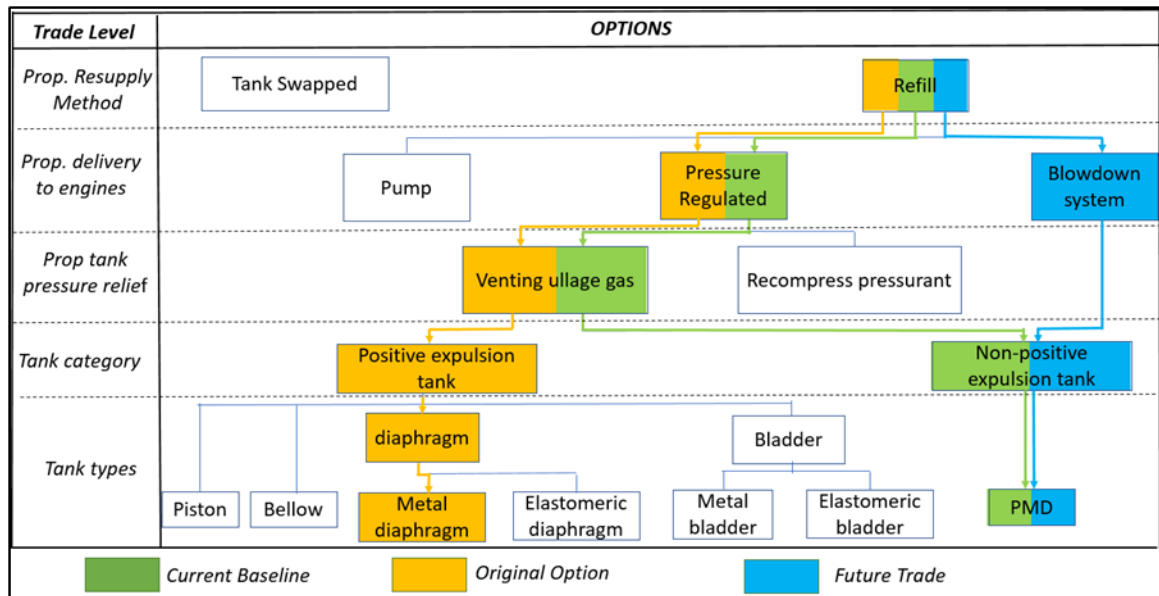 Trade Level
OPTIONS
Prop. Resupply
Method
Tank Swapped
Refill
Prop. delivery
to engines
Pump
Pressure
Regulated
Blowdown
system
Prop tank
pressure relief
Venting ullage gas
Recompress pressurant
Tank category
Positive expulsion
tank
Non-positive
expulsion tank
Tank types
diaphragm
Bladder
Piston
Bellow
Metal
diaphragm
Elastomeric
diaphragm
Metal
bladder
Elastomeric
bladder
PMD
Current Baseline
Original Option
Future Trade